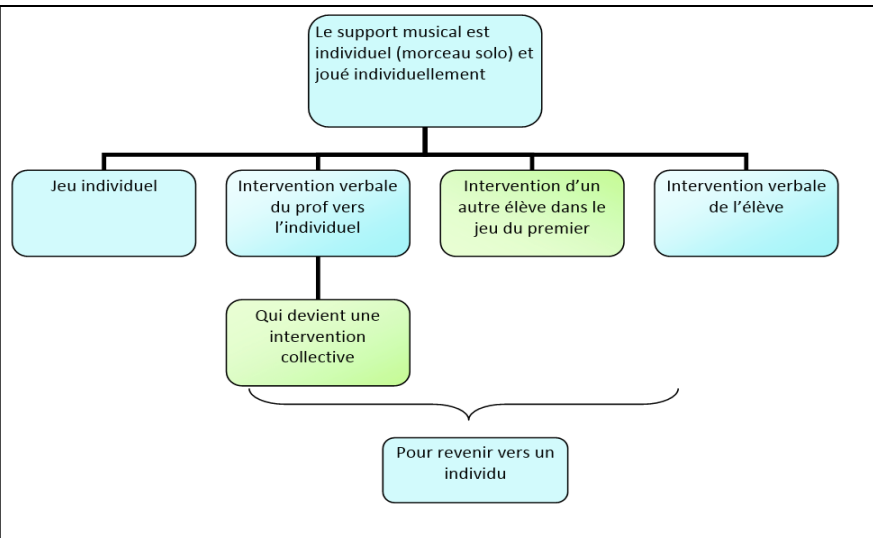 Le support musical est
individuel (morceau solo) et
joué individuellement
Jeu individuel
Intervention verbale
du prof vers
l’individuel
Intervention d’un
autre élève dans le
jeu du premier
Intervention verbale
de l’élève
Qui devient une
intervention
collective
Pour revenir vers un
individu